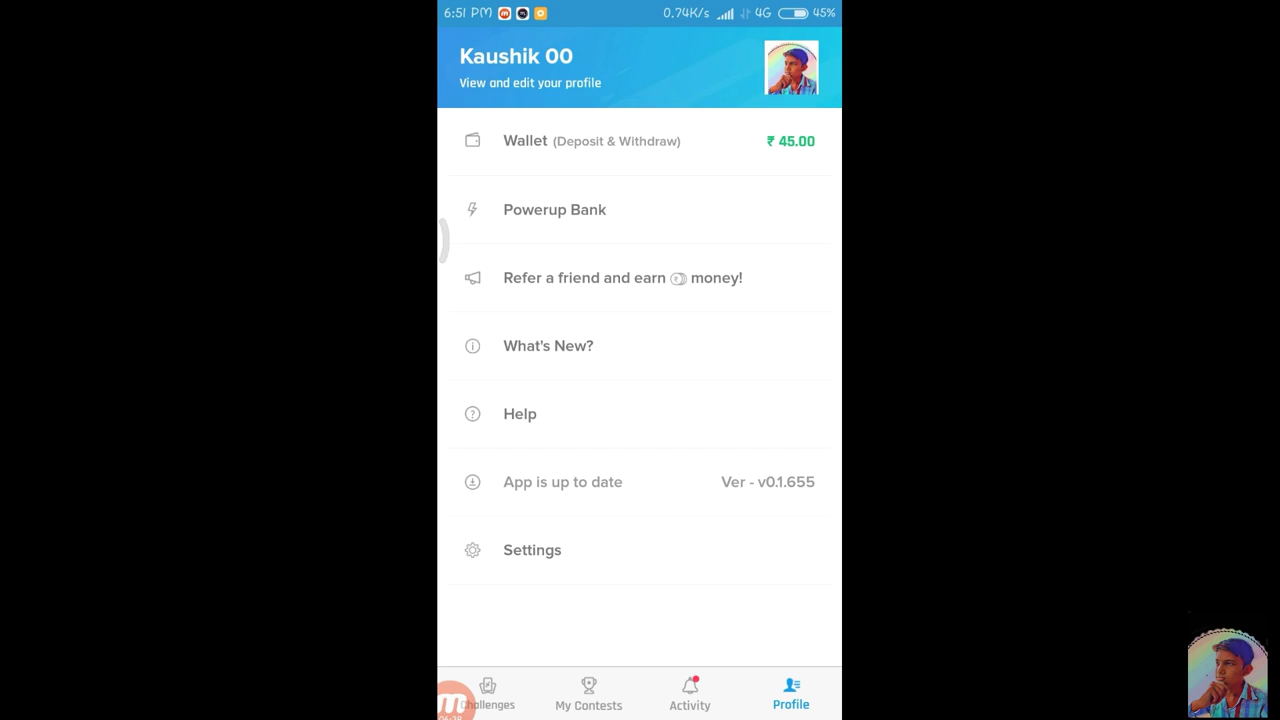 6:51 PM 0.74K/s 4G 45%
Kaushik 00
View and edit your profile
Wallet (Deposit & Withdraw) ₹ 45.00
Powerup Bank
Refer a friend and earn money!
What's New?
Help
App is up to date Ver - v0.1.655
Settings
Challenges My Contests Activity Profile